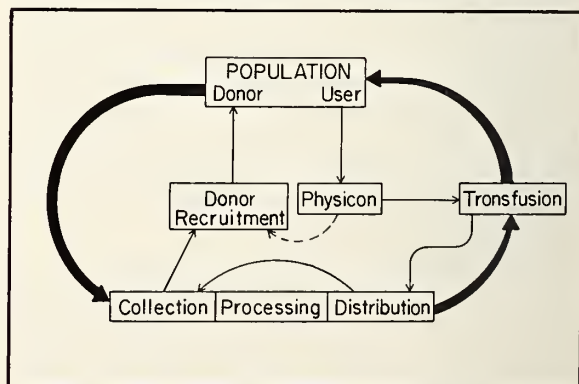 POPULATION
Donor User
Donor
Recruitment
Physicon
Tronsfusion
Collection Processing Distribution